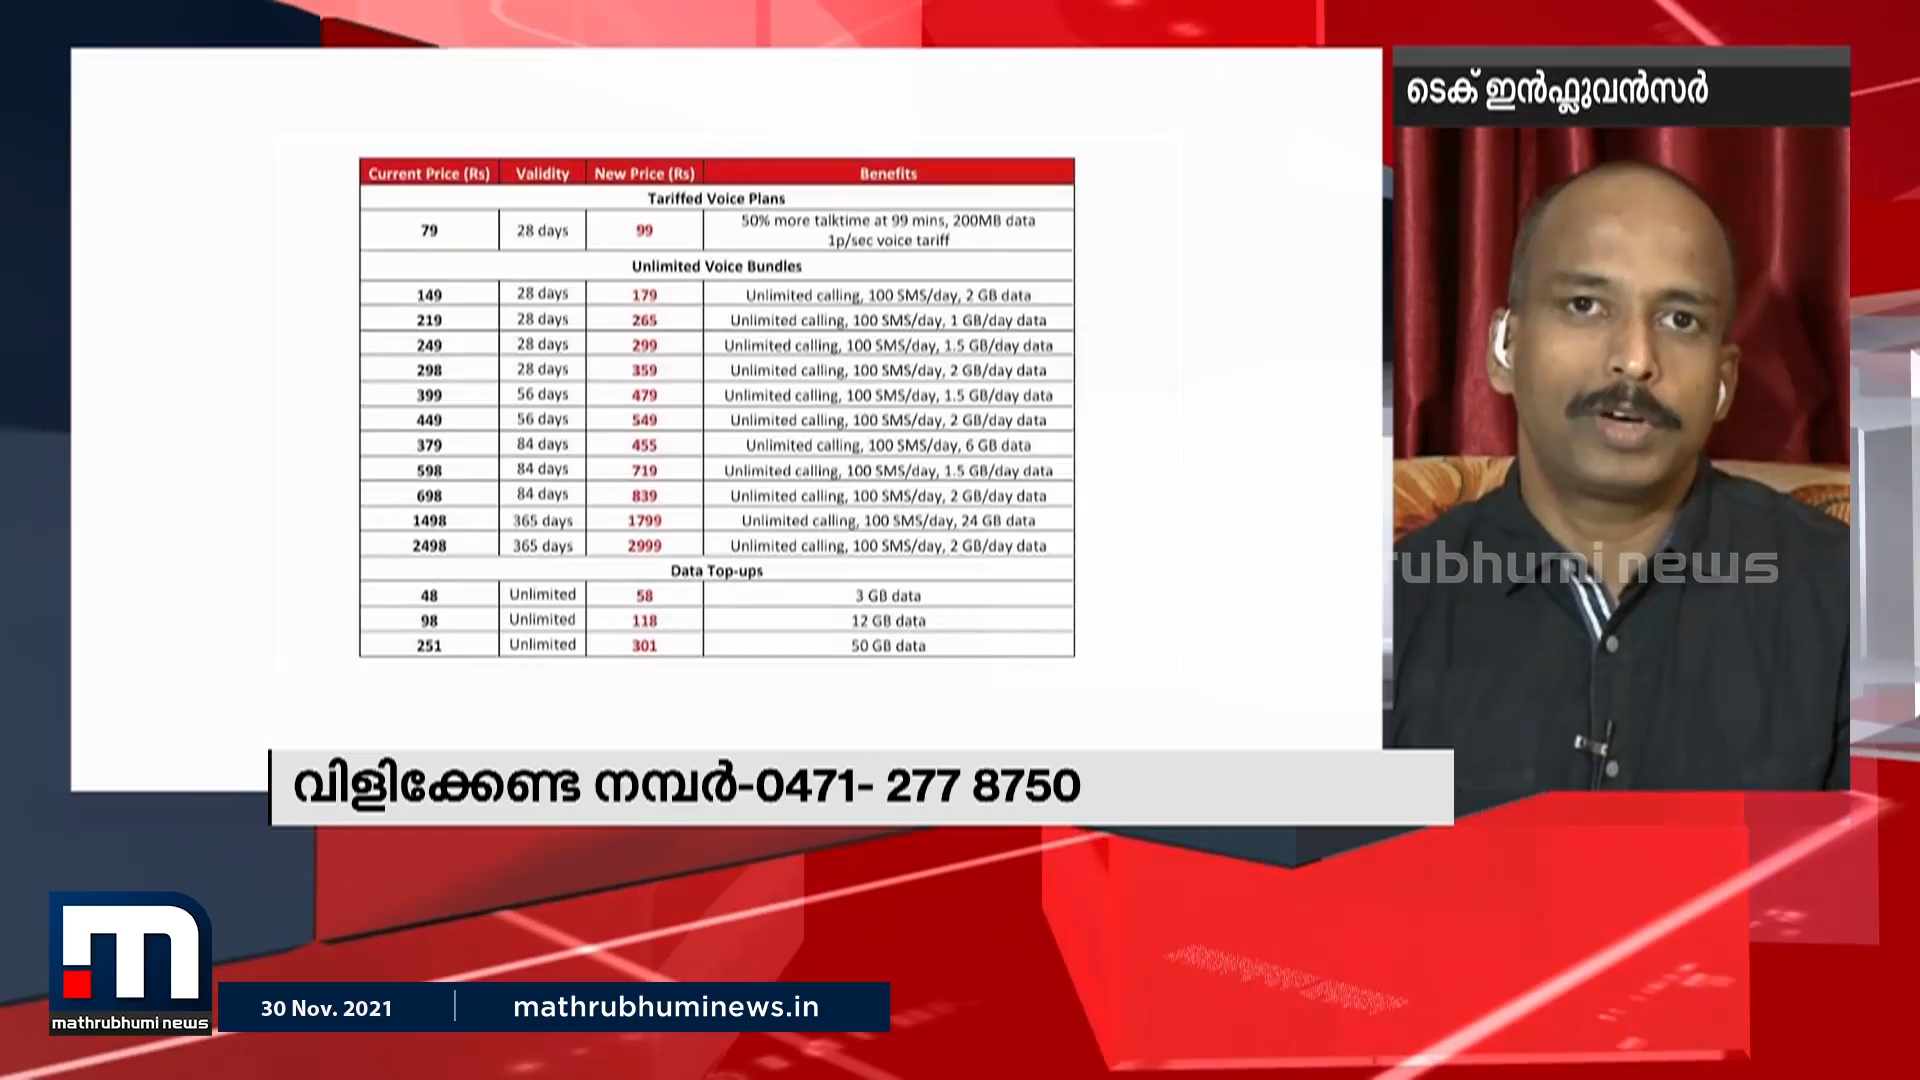 ടെക് ഇൻഫ്ലുവൻസർ
Current Price (Rs) Validity New Price (Rs) Benefits
Tariffed Voice Plans
79 28 days 99 50% more talktime at 99 mins, 200MB data
1p/sec voice tariff
Unlimited Voice Bundles
149 28 days 179 Unlimited calling, 100 SMS/day, 2 GB data
219 28 days 265 Unlimited calling, 100 SMS/day, 1 GB/day data
249 28 days 299 Unlimited calling, 100 SMS/day, 1.5 GB/day data
298 28 days 359 Unlimited calling, 100 SMS/day, 2 GB/day data
399 56 days 479 Unlimited calling, 100 SMS/day, 1.5 GB/day data
449 56 days 549 Unlimited calling, 100 SMS/day, 2 GB/day data
379 84 days 455 Unlimited calling, 100 SMS/day, 6 GB data
598 84 days 719 Unlimited calling, 100 SMS/day, 1.5 GB/day data
698 84 days 839 Unlimited calling, 100 SMS/day, 2 GB/day data
1498 365 days 1799 Unlimited calling, 100 SMS/day, 24 GB data
2498 365 days 2999 Unlimited calling, 100 SMS/day, 2 GB/day data
Data Top-ups
48 Unlimited 58 3 GB data
98 Unlimited 118 12 GB data
251 Unlimited 301 50 GB data
rubhumi news
വിളിക്കേണ്ട നമ്പർ-0471- 277 8750
mathrubhumi news
30 Nov. 2021 mathrubhuminews.in